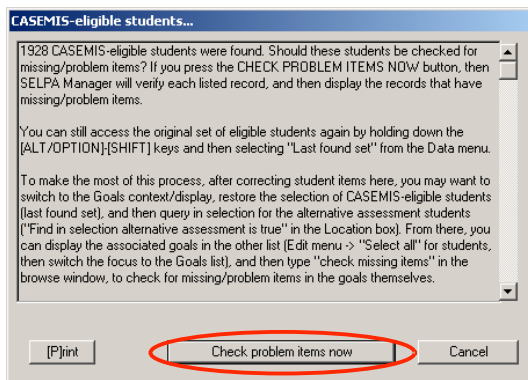 CASEMIS-eligible students...
1928 CASEMIS-eligible students were found. Should these students be checked for
missing/problem items? If you press the CHECK PROBLEM ITEMS NOW button, then
SELPA Manager will verify each listed record, and then display the records that have
missing/problem items.
You can still access the original set of eligible students again by holding down the
[ALT/OPTION]-[SHIFT] keys and then selecting "Last found set" from the Data menu.
To make the most of this process, after correcting student items here, you may want to
switch to the Goals context/display, restore the selection of CASEMIS-eligible students
(last found set), and then query in selection for the alternative assessment students
("Find in selection alternative assessment is true" in the Location box). From there, you
can display the associated goals in the other list (Edit menu -> "Select all" for students,
then switch the focus to the Goals list), and then type "check missing items" in the
browse window, to check for missing/problem items in the goals themselves.
[P]rint
Check problem items now
Cancel